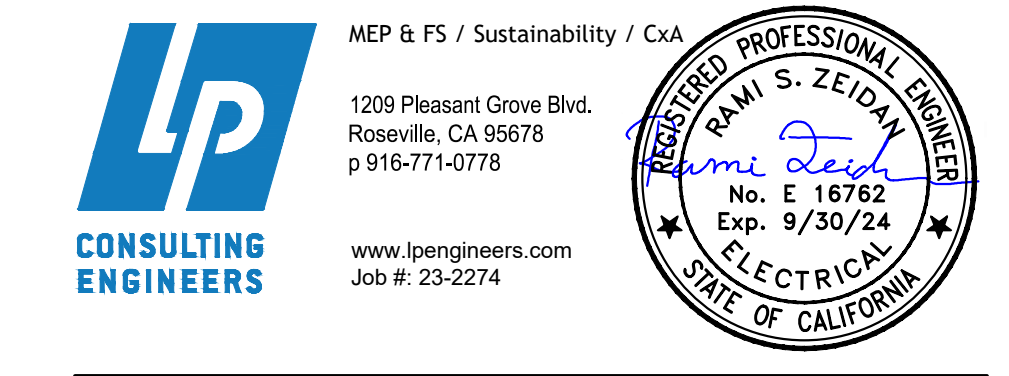 LP
CONSULTING
ENGINEERS
MEP & FS / Sustainability / CxA
1209 Pleasant Grove Blvd.
Roseville, CA 95678
p 916-771-0778
www.lpengineers.com
Job #: 23-2274
REGISTERED PROFESSIONAL ENGINEER
RAMI S. ZEIDAN
Rami Zeidn
No. E 16762
Exp. 9/30/24
ELECTRICAL
STATE OF CALIFORNIA